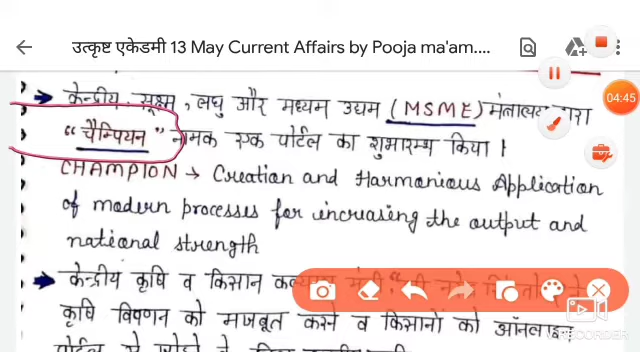 उत्कृष्ट एकेडमी 13 May Current Affairs by Pooja ma'am....
04:45
केन्द्रीय सूक्ष्म, लघु और मध्यम उद्यम (MSME) मंत्रालय द्वारा
"चैम्पियन" नामक एक पोर्टल का शुभारम्भ किया।
CHAMPION → Creation and Harmonious Application
of modern processes for increasing the output and
national strength
केन्द्रीय कृषि व किसान कल्याण
कृषि विपणन को मजबूत करने व किसानों को ऑनलाइन